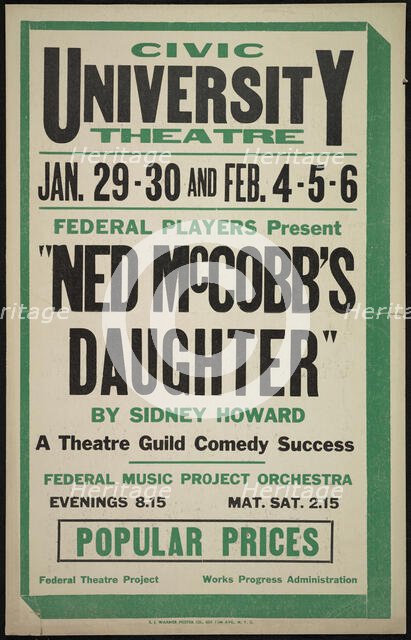 CIVIC
UNIVERSITY
THEATRE
JAN. 29-30 AND FEB. 4-5-6
FEDERAL PLAYERS Present
"NED McCOBB'S
DAUGHTER"
BY SIDNEY HOWARD
A Theatre Guild Comedy Success
FEDERAL MUSIC PROJECT ORCHESTRA
EVENINGS 8.15 MAT. SAT. 2.15
POPULAR PRICES
Federal Theatre Project Works Progress Administration